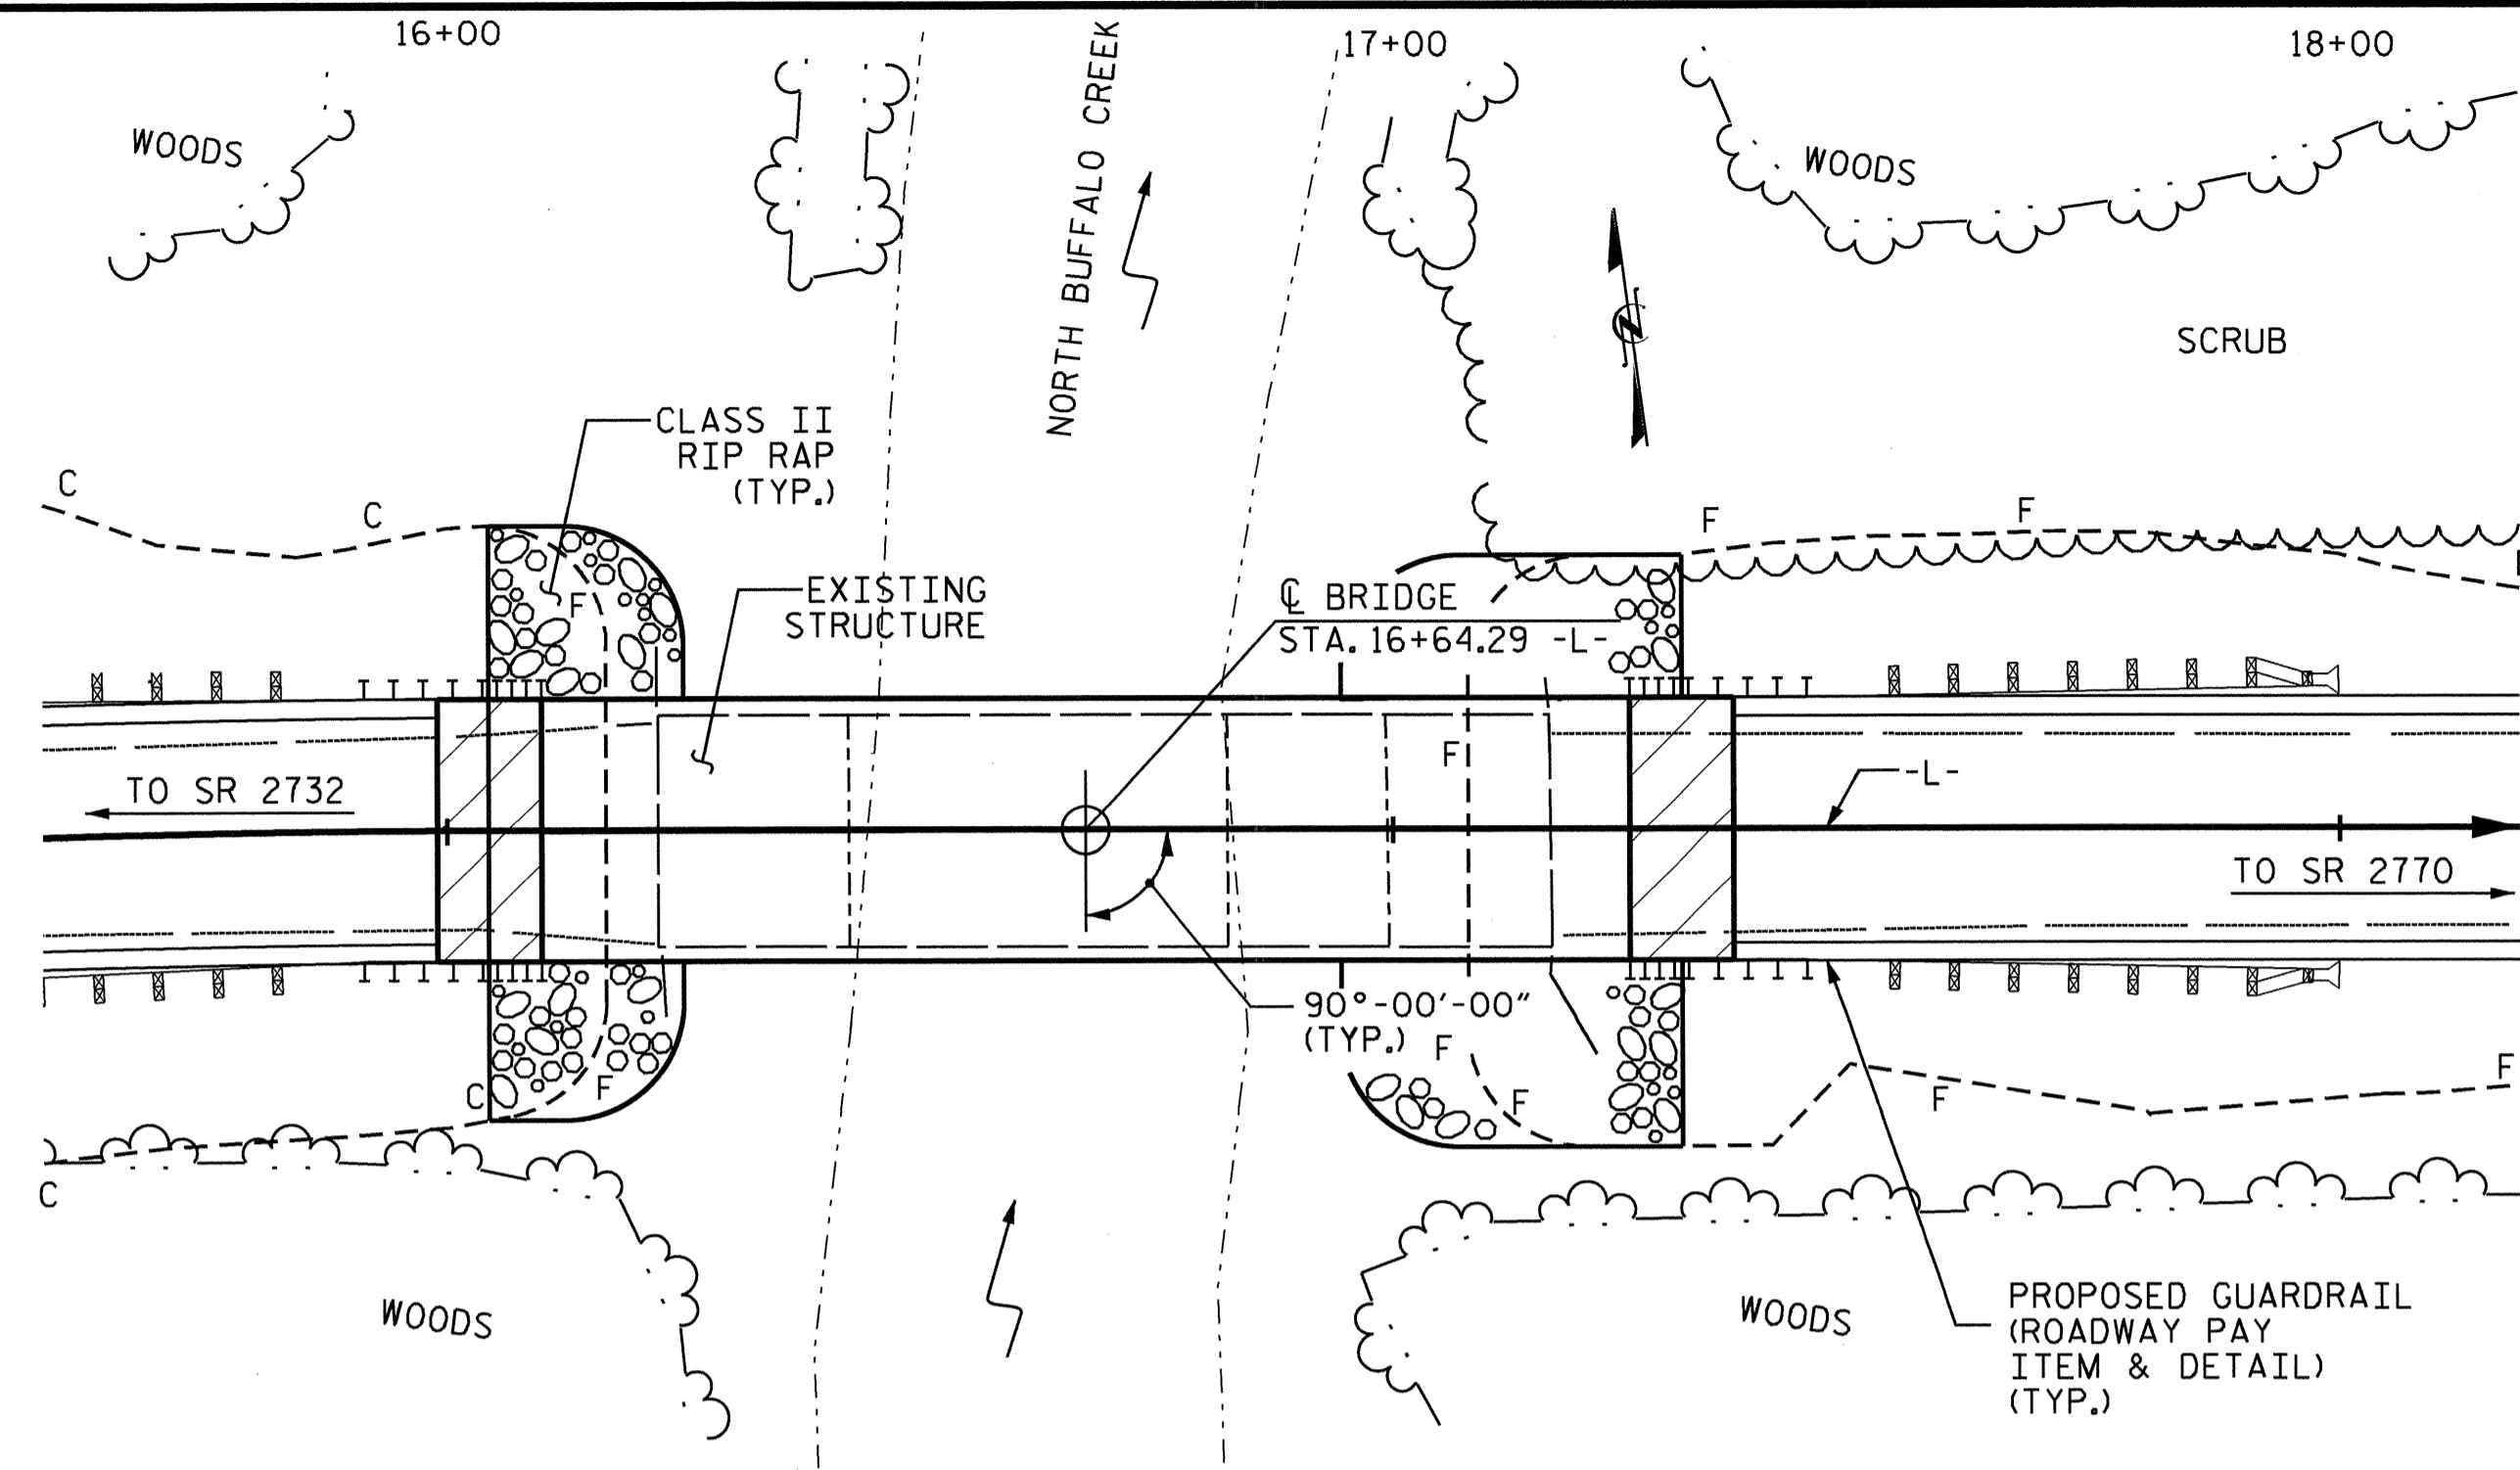 16+00
17+00
18+00
WOODS
NORTH BUFFALO CREEK
WOODS
N
SCRUB
CLASS II
RIP RAP
(TYP.)
C
C
F
F
F
EXISTING
STRUCTURE
℄ BRIDGE
STA. 16+64.29 -L-
F
TO SR 2732
-L-
TO SR 2770
90°-00'-00"
(TYP.)
F
F
F
F
F
C
F
C
WOODS
WOODS
PROPOSED GUARDRAIL
(ROADWAY PAY
ITEM & DETAIL)
(TYP.)